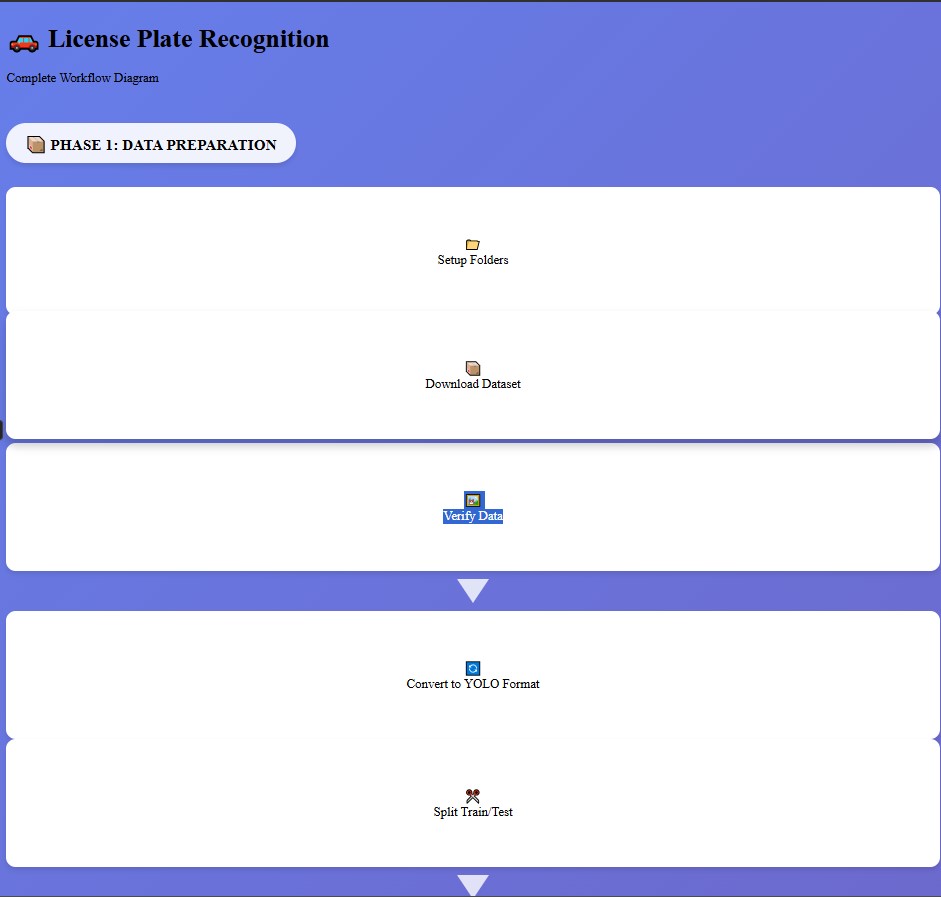 License Plate Recognition
Complete Workflow Diagram
PHASE 1: DATA PREPARATION
Setup Folders
Download Dataset
Verify Data
Convert to YOLO Format
Split Train/Test